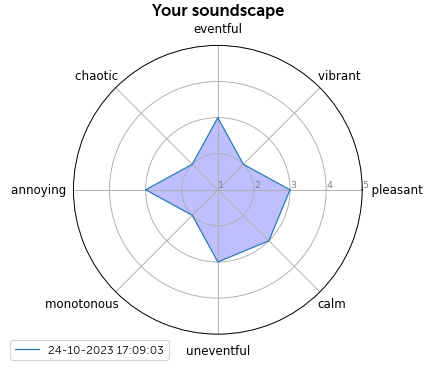 Your soundscape
eventful
chaotic
vibrant
annoying
1 2 3 4 5
pleasant
monotonous
calm
uneventful
24-10-2023 17:09:03